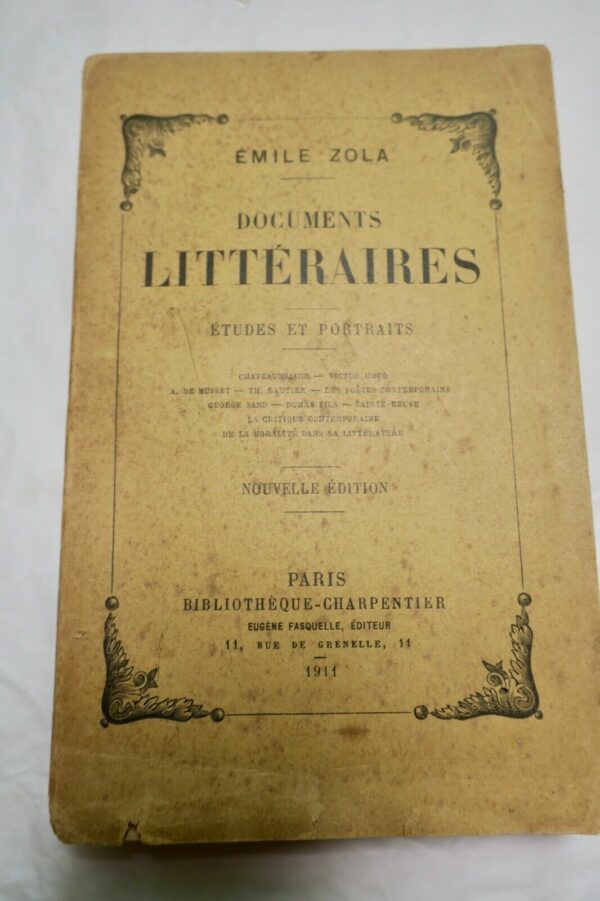 ÉMILE ZOLA
DOCUMENTS
LITTÉRAIRES
ÉTUDES ET PORTRAITS
CHATEAUBRIAND — VICTOR HUGO
A. DE MUSSET — TH. GAUTIER — LES POÈTES CONTEMPORAINS
GEORGE SAND — DUMAS FILS — SAINTE-BEUVE
LA CRITIQUE CONTEMPORAINE
DE LA MORALITÉ DANS LA LITTÉRATURE
NOUVELLE ÉDITION
PARIS
BIBLIOTHÈQUE-CHARPENTIER
EUGÈNE FASQUELLE, ÉDITEUR
11, RUE DE GRENELLE, 11
1911